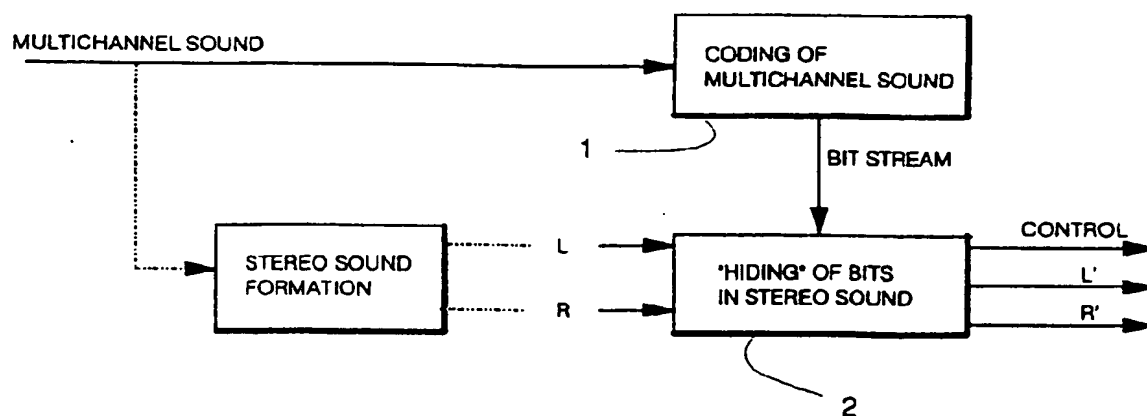 MULTICHANNEL SOUND
CODING OF
MULTICHANNEL SOUND
1
BIT STREAM
STEREO SOUND
FORMATION
L
R
"HIDING" OF BITS
IN STEREO SOUND
CONTROL
L'
R'
2